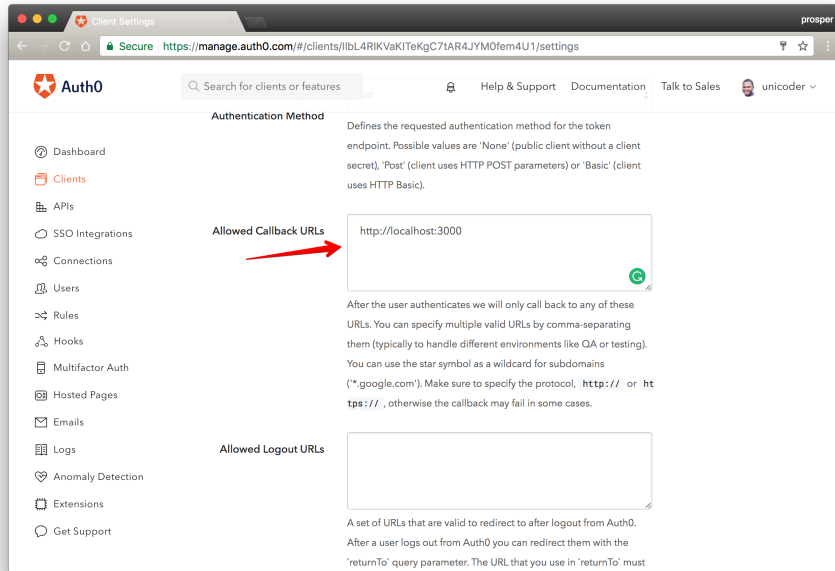 Client Settings
prosper
Secure https://manage.auth0.com/#/clients/IlbL4RIKVaKITeKgC7tAR4JYM0fem4U1/settings
Auth0
Search for clients or features
Help & Support
Documentation
Talk to Sales
unicoder
Authentication Method
Defines the requested authentication method for the token
endpoint. Possible values are 'None' (public client without a client
secret), 'Post' (client uses HTTP POST parameters) or 'Basic' (client
uses HTTP Basic).
Dashboard
Clients
APIs
SSO Integrations
Connections
Users
Rules
Hooks
Multifactor Auth
Hosted Pages
Emails
Logs
Anomaly Detection
Extensions
Get Support
Allowed Callback URLs
http://localhost:3000
After the user authenticates we will only call back to any of these
URLs. You can specify multiple valid URLs by comma-separating
them (typically to handle different environments like QA or testing).
You can use the star symbol as a wildcard for subdomains
('*.google.com'). Make sure to specify the protocol, http:// or ht
tps:// , otherwise the callback may fail in some cases.
Allowed Logout URLs
A set of URLs that are valid to redirect to after logout from Auth0.
After a user logs out from Auth0 you can redirect them with the
`returnTo` query parameter. The URL that you use in `returnTo` must